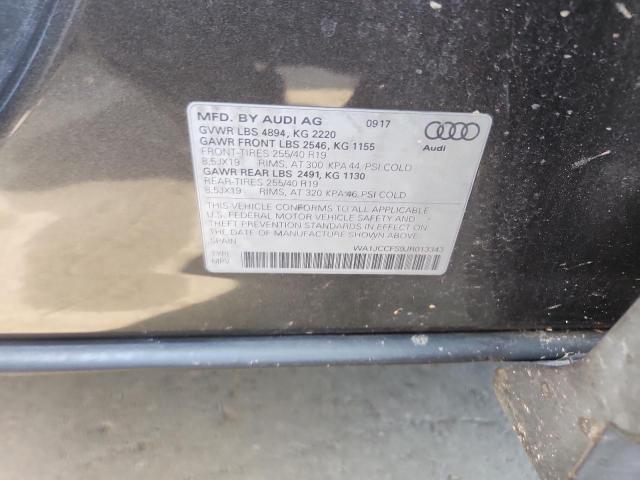 MFD. BY AUDI AG 09 17
GVWR LBS 4894, KG 2220
GAWR FRONT LBS 2546, KG 1155
FRONT-TIRES 255/40 R19
8.5JX19 RIMS, AT 300 KPA 44 PSI COLD
GAWR REAR LBS 2491, KG 1130
REAR-TIRES 255/40 R19
8.5JX19 RIMS, AT 320 KPA 46 PSI COLD
THIS VEHICLE CONFORMS TO ALL APPLICABLE
U.S. FEDERAL MOTOR VEHICLE SAFETY AND
THEFT PREVENTION STANDARDS IN EFFECT ON
THE DATE OF MANUFACTURE SHOWN ABOVE.
SPAIN
WA1JCCFS9JR013343
TYPE
MPV
Audi